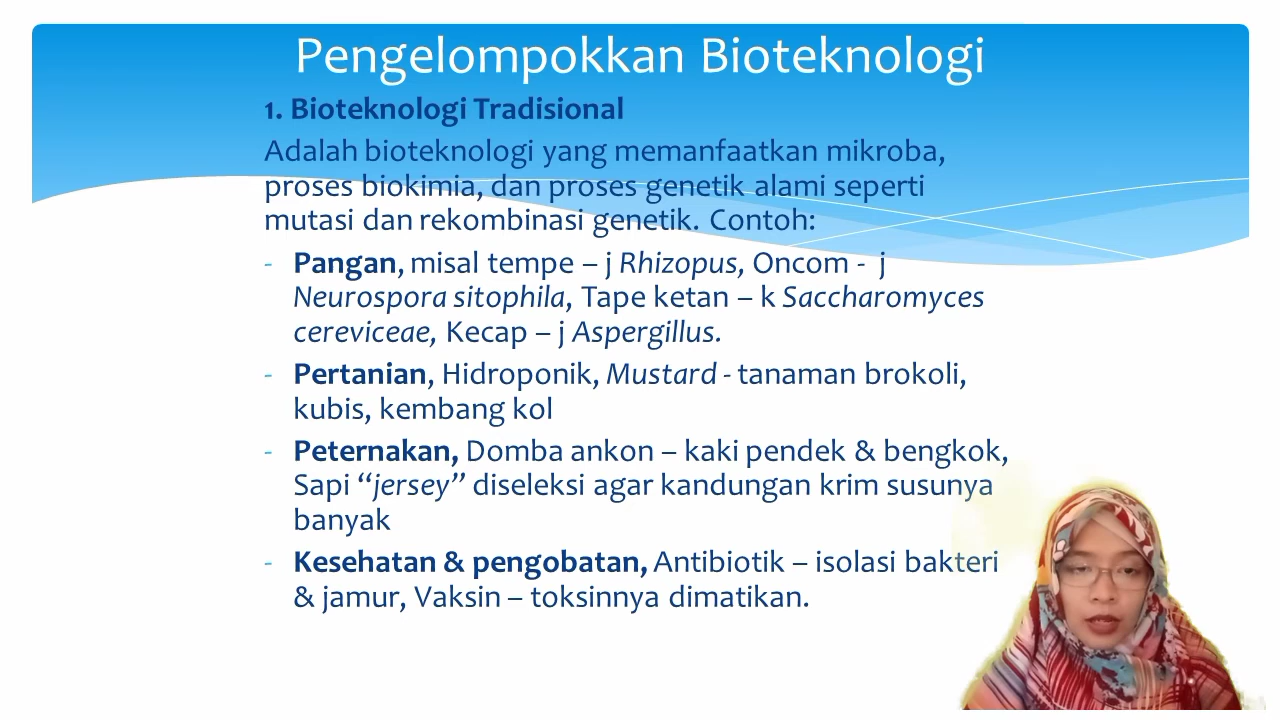 Pengelompokkan Bioteknologi
1. Bioteknologi Tradisional
Adalah bioteknologi yang memanfaatkan mikroba,
proses biokimia, dan proses genetik alami seperti
mutasi dan rekombinasi genetik. Contoh:
- Pangan, misal tempe – j Rhizopus, Oncom - j
Neurospora sitophila, Tape ketan – k Saccharomyces
cereviceae, Kecap – j Aspergillus.
- Pertanian, Hidroponik, Mustard - tanaman brokoli,
kubis, kembang kol
- Peternakan, Domba ankon – kaki pendek & bengkok,
Sapi “jersey” diseleksi agar kandungan krim susunya
banyak
- Kesehatan & pengobatan, Antibiotik – isolasi bakteri
& jamur, Vaksin – toksinnya dimatikan.